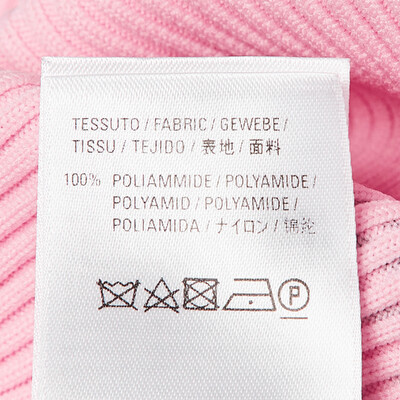 TESSUTO / FABRIC / GEWEBE /
TISSU / TEJIDO / 表地 / 面料
100% POLIAMMIDE / POLYAMIDE /
POLYAMID / POLYAMIDE /
POLIAMIDA / ナイロン / 锦纶
P